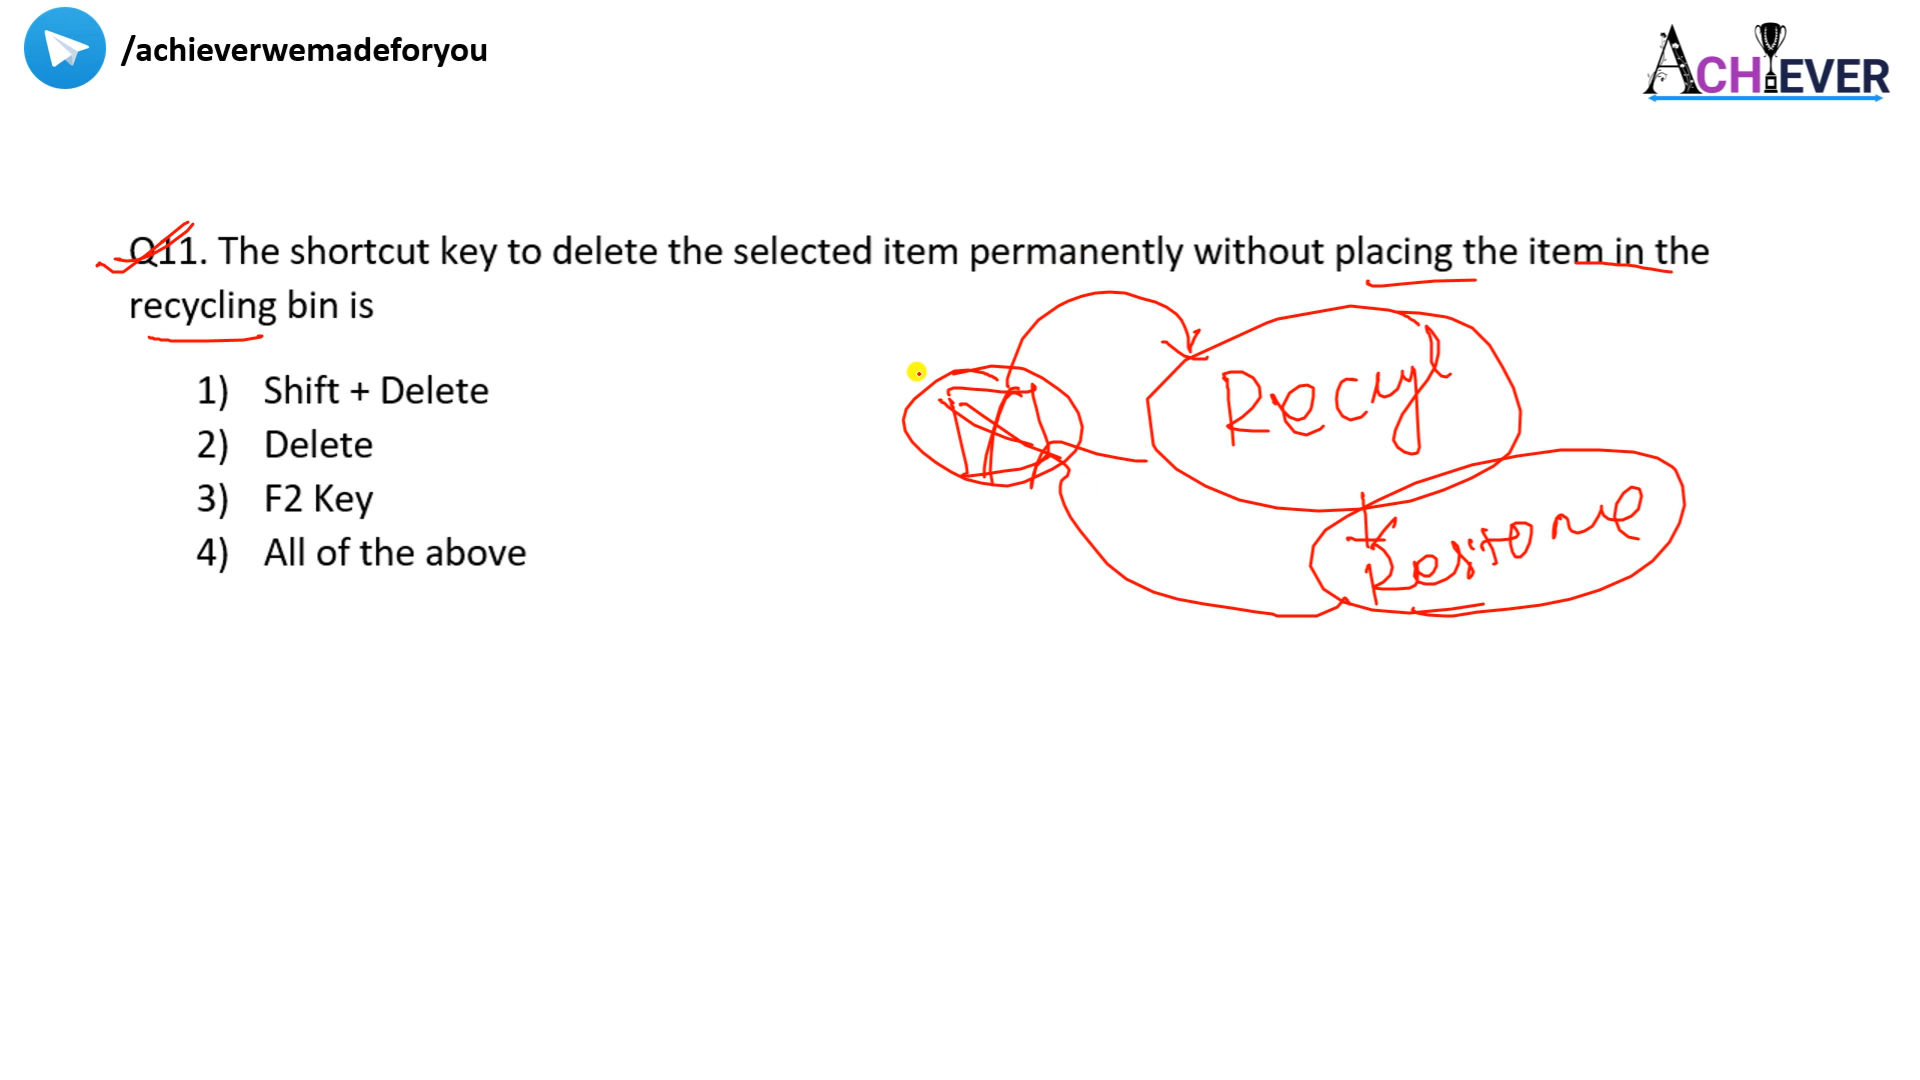 /achieverwemadeforyou
ACHIEVER
Q11. The shortcut key to delete the selected item permanently without placing the item in the
recycling bin is
1) Shift + Delete
2) Delete
3) F2 Key
4) All of the above
Recycl
Restore